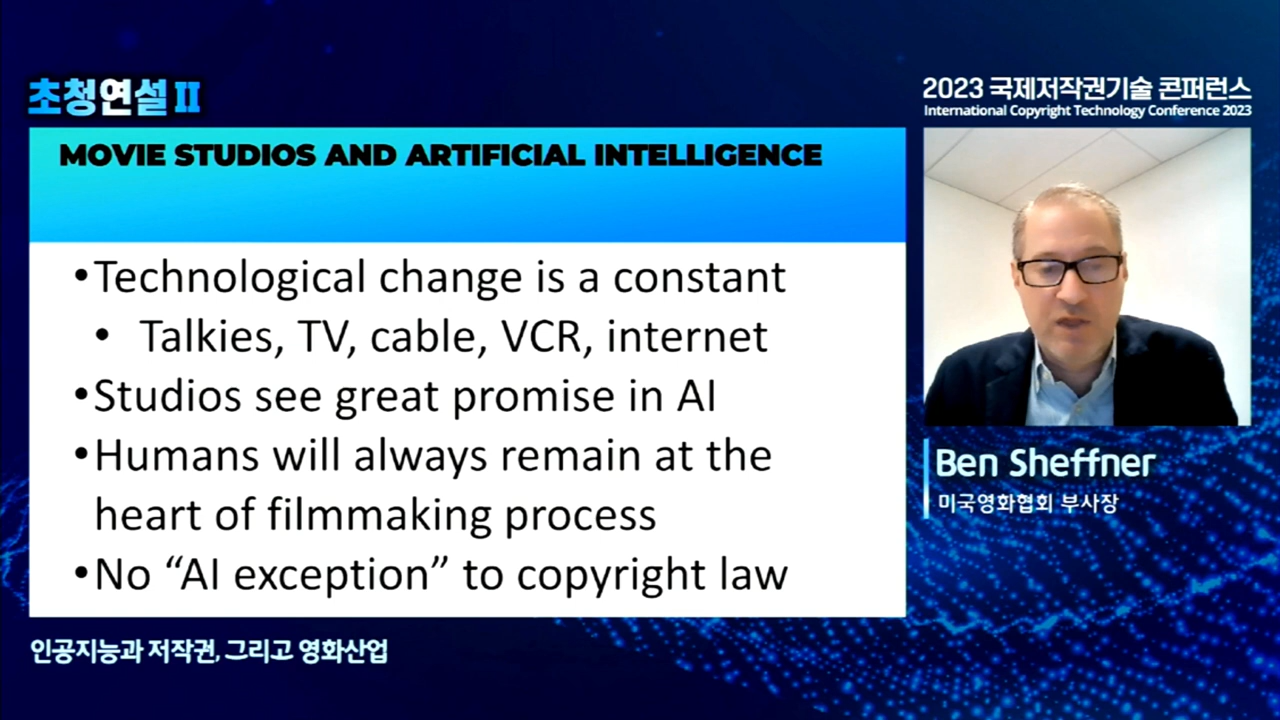 초청연설Ⅱ
2023 국제저작권기술 콘퍼런스
International Copyright Technology Conference 2023
MOVIE STUDIOS AND ARTIFICIAL INTELLIGENCE
•Technological change is a constant
• Talkies, TV, cable, VCR, internet
•Studios see great promise in AI
•Humans will always remain at the
heart of filmmaking process
•No “AI exception” to copyright law
Ben Sheffner
미국영화협회 부사장
인공지능과 저작권, 그리고 영화산업